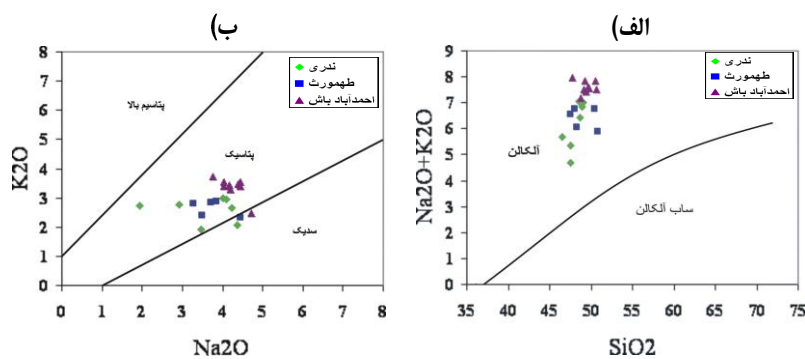 الف)
Na2O+K2O
9
8
7
6
5
4
3
2
1
0
ندری
طهمورث
احمدآباد باش
آلکالن
ساب آلکالن
35 40 45 50 55 60 65 70 75
SiO2
ب)
K2O
8
7
6
5
4
3
2
1
0
ندری
طهمورث
احمدآباد باش
پتاسیم بالا
پتاسیک
سدیک
0 1 2 3 4 5 6 7 8
Na2O